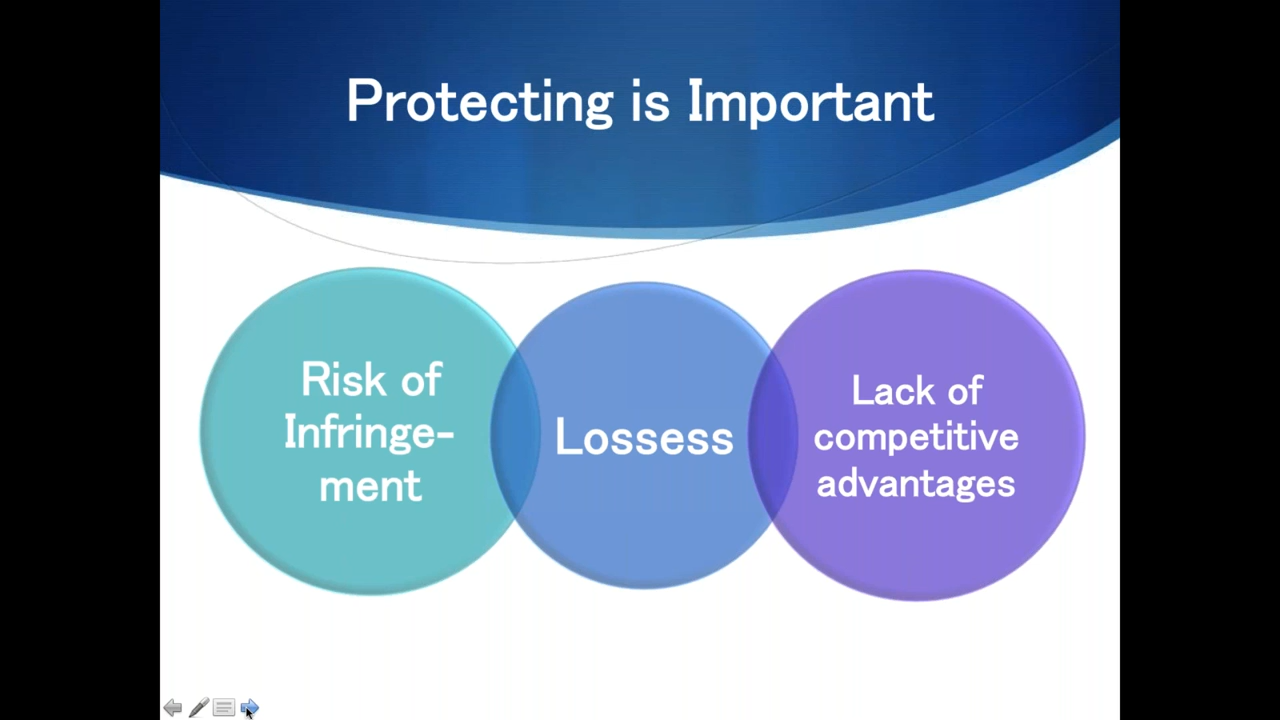 Protecting is Important
Risk of
Infringe-
ment
Lossess
Lack of
competitive
advantages